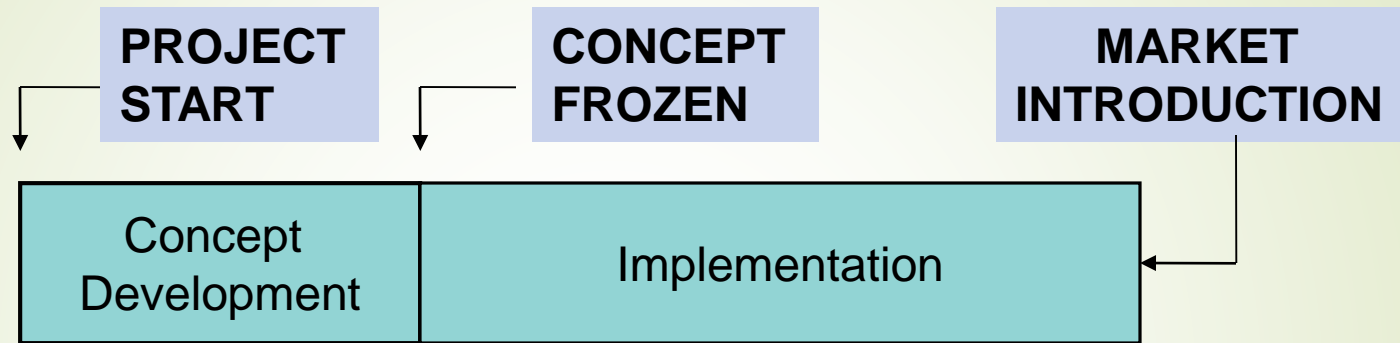 PROJECT
START
CONCEPT
FROZEN
MARKET
INTRODUCTION
Concept
Development
Implementation